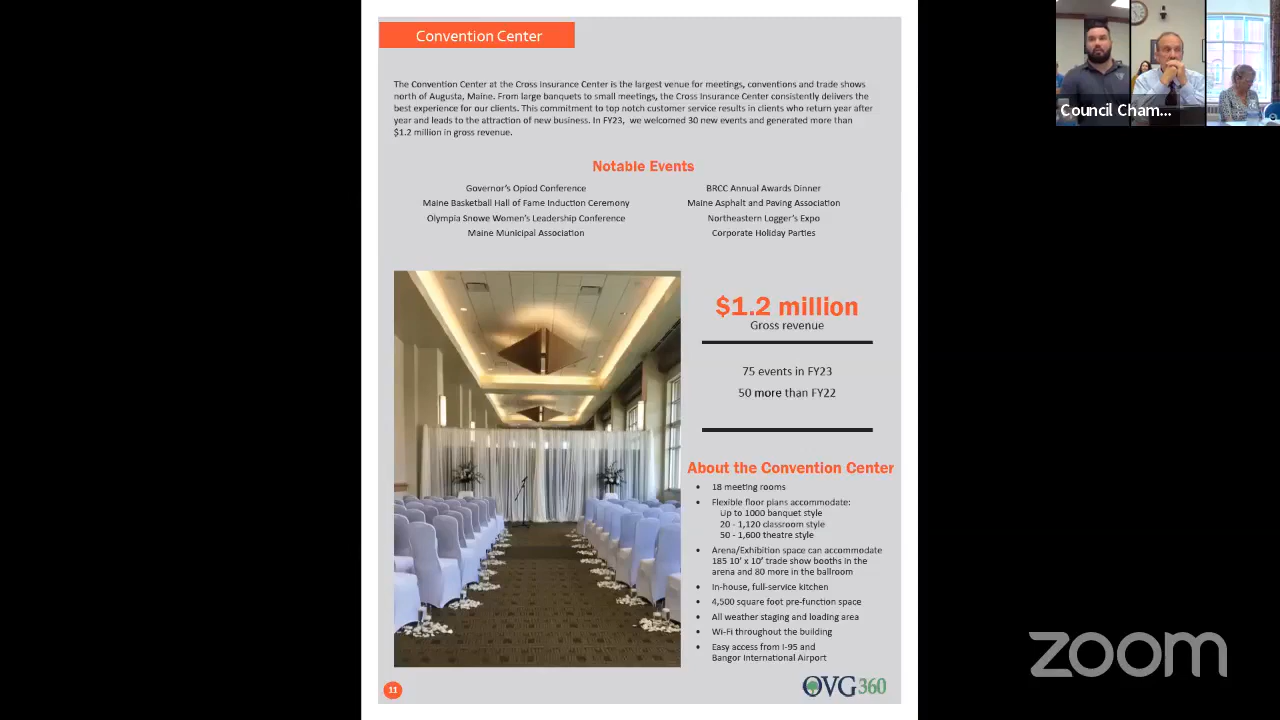 Convention Center
The Convention Center at the Cross Insurance Center is the largest venue for meetings, conventions and trade shows
north of Augusta, Maine. From large banquets to small meetings, the Cross Insurance Center consistently delivers the
best experience for our clients. This commitment to top notch customer service results in clients who return year after
year and leads to the attraction of new business. In FY23, we welcomed 30 new events and generated more than
$1.2 million in gross revenue.
Notable Events
Governor's Opiod Conference
Maine Basketball Hall of Fame Induction Ceremony
Olympia Snowe Women's Leadership Conference
Maine Municipal Association
BRCC Annual Awards Dinner
Maine Asphalt and Paving Association
Northeastern Logger's Expo
Corporate Holiday Parties
$1.2 million
Gross revenue
75 events in FY23
50 more than FY22
About the Convention Center
• 18 meeting rooms
• Flexible floor plans accommodate:
Up to 1000 banquet style
20 - 1,120 classroom style
50 - 1,600 theatre style
• Arena/Exhibition space can accommodate
185 10' x 10' trade show booths in the
arena and 80 more in the ballroom
• In-house, full-service kitchen
• 4,500 square foot pre-function space
• All weather staging and loading area
• Wi-Fi throughout the building
• Easy access from I-95 and
Bangor International Airport
11
OVG360
Council Cham...
zoom